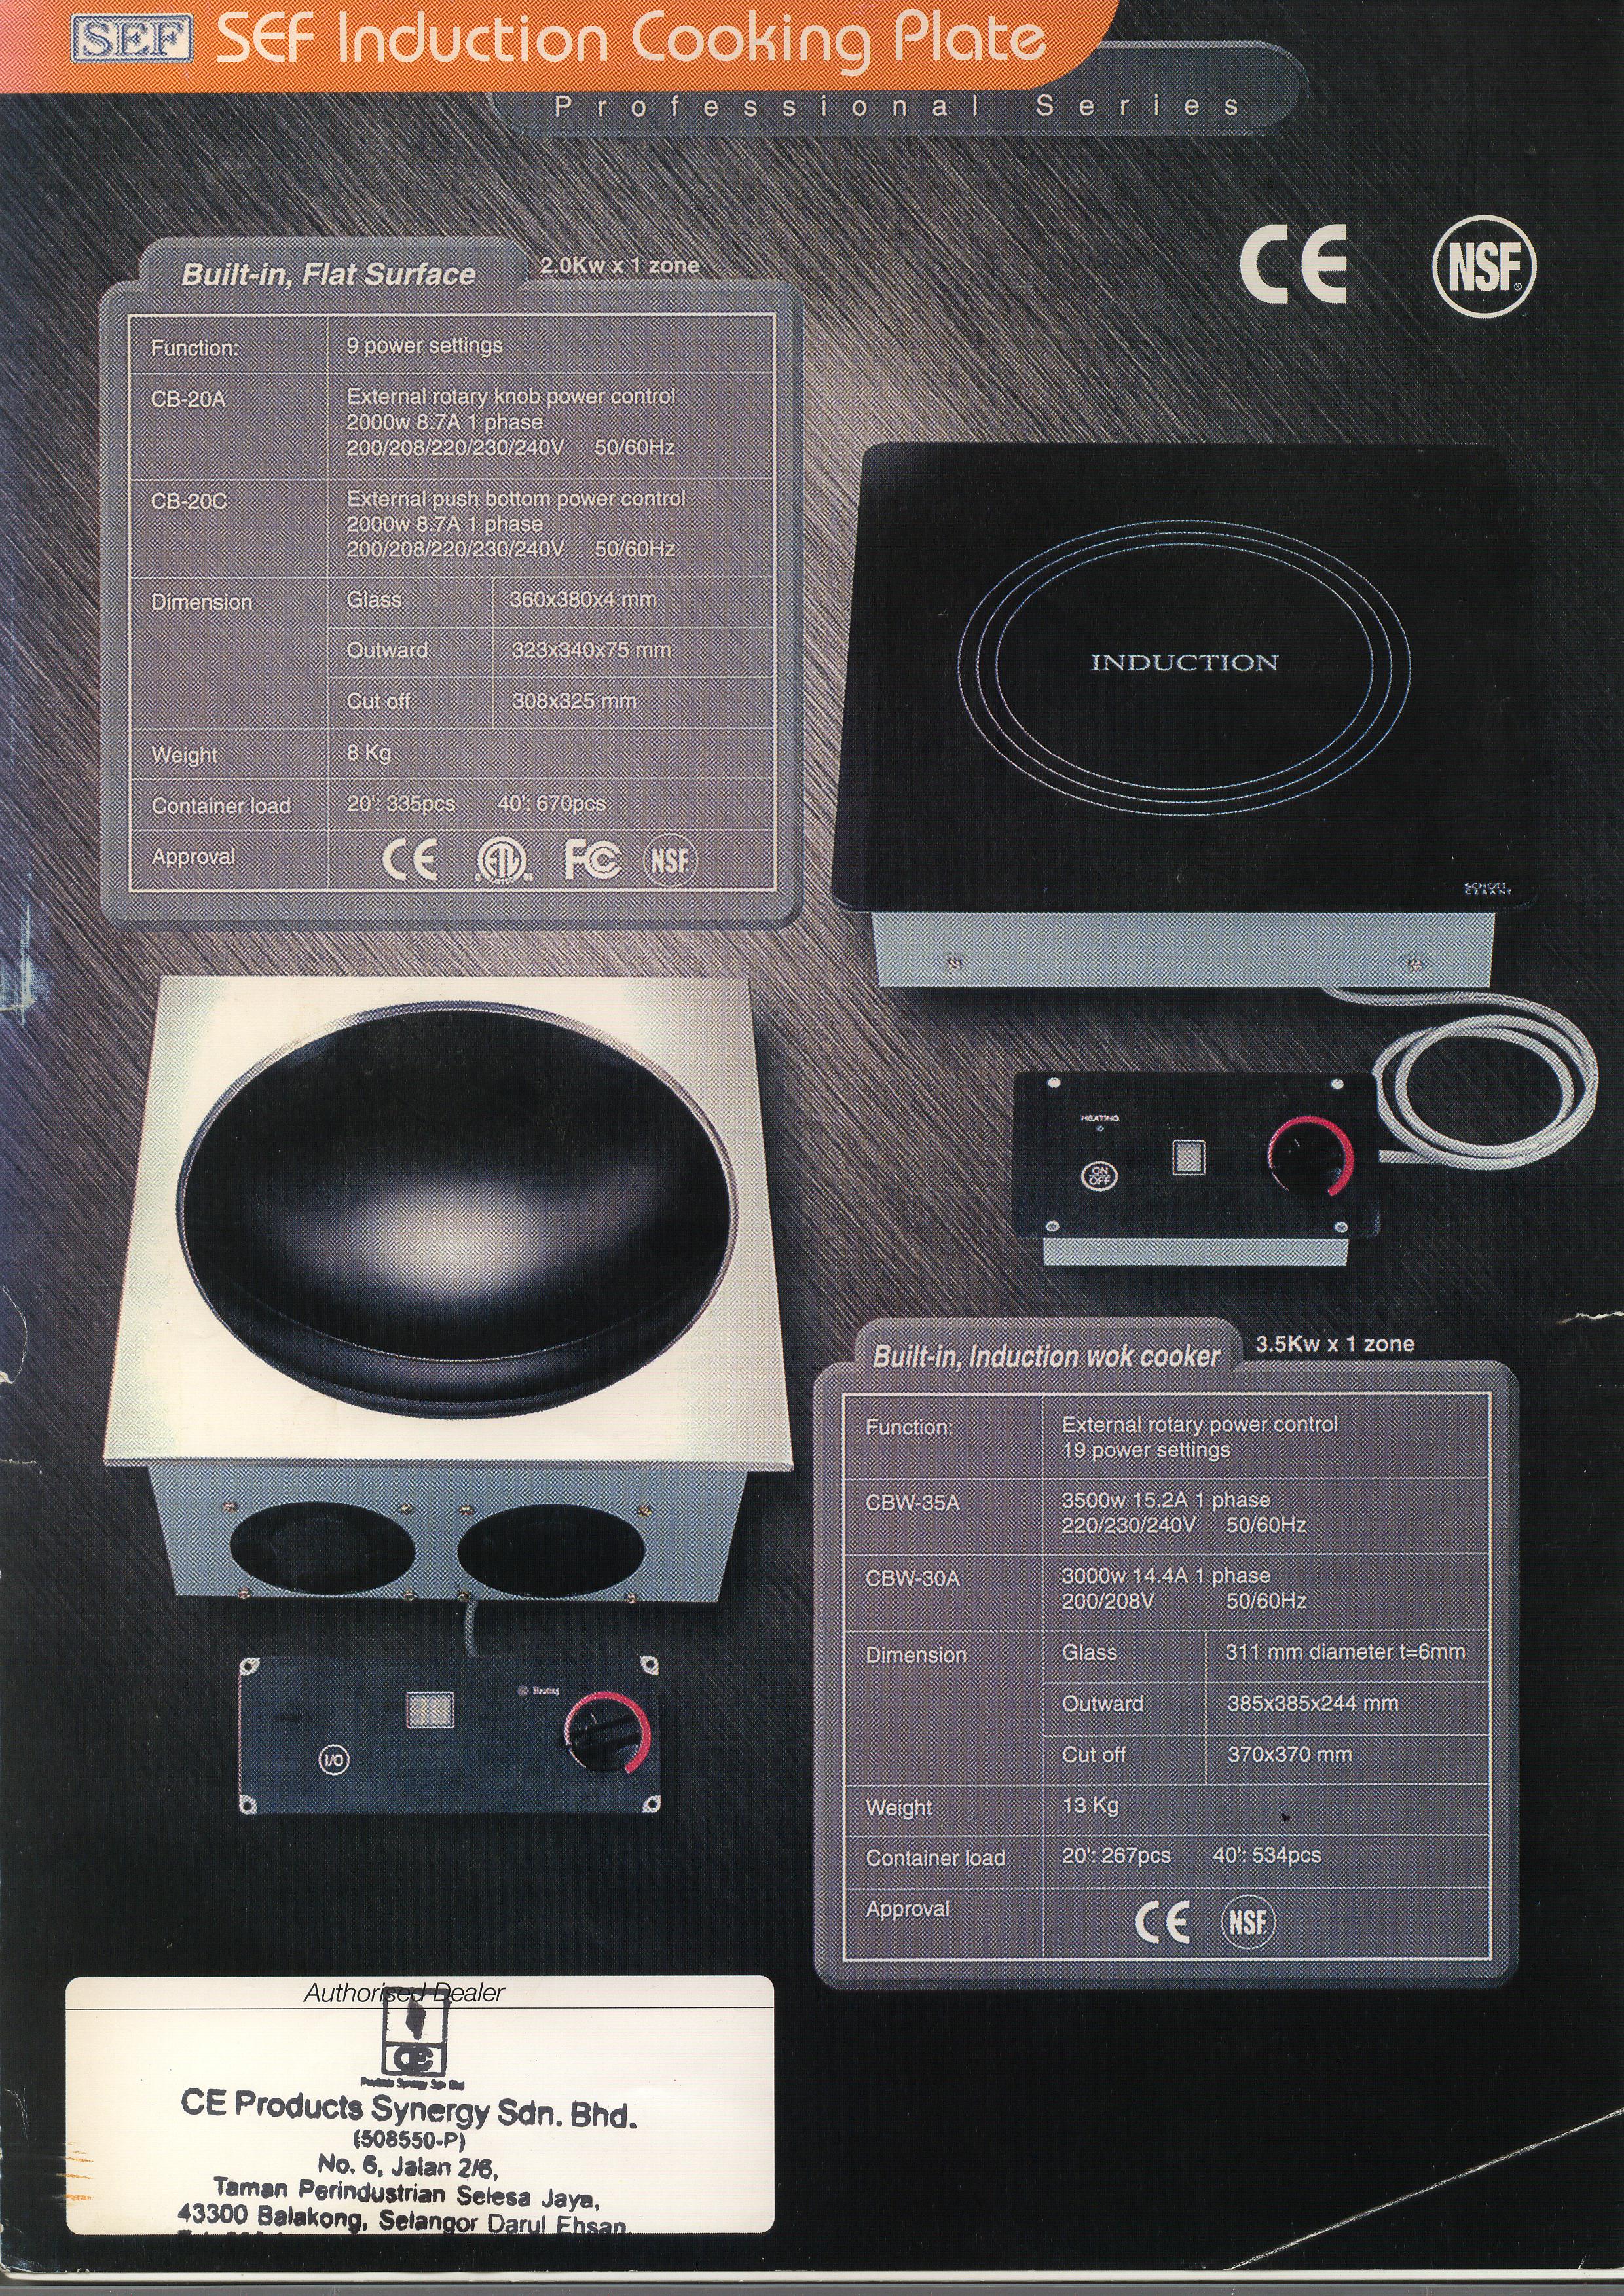 SEF SEF Induction Cooking Plate
Professional Series
CE NSF®
Built-in, Flat Surface 2.0Kw x 1 zone
Function: 9 power settings
CB-20A External rotary knob power control
2000w 8.7A 1 phase
200/208/220/230/240V 50/60Hz
CB-20C External push bottom power control
2000w 8.7A 1 phase
200/208/220/230/240V 50/60Hz
Dimension Glass 360x380x4 mm
Outward 323x340x75 mm
Cut off 308x325 mm
Weight 8 Kg
Container load 20': 335pcs 40': 670pcs
Approval CE C ETL US LISTED FC NSF
INDUCTION
SCHOTT
CERAN
HEATING
ON
OFF
Heating
I/O
Built-in, Induction wok cooker 3.5Kw x 1 zone
Function: External rotary power control
19 power settings
CBW-35A 3500w 15.2A 1 phase
220/230/240V 50/60Hz
CBW-30A 3000w 14.4A 1 phase
200/208V 50/60Hz
Dimension Glass 311 mm diameter t=6mm
Outward 385x385x244 mm
Cut off 370x370 mm
Weight 13 Kg
Container load 20': 267pcs 40': 534pcs
Approval CE NSF
Authorised Dealer
CE
Products Synergy Sdn Bhd
CE Products Synergy Sdn. Bhd.
(508550-P)
No. 6, Jalan 2/6,
Taman Perindustrian Selesa Jaya,
43300 Balakong, Selangor Darul Ehsan.